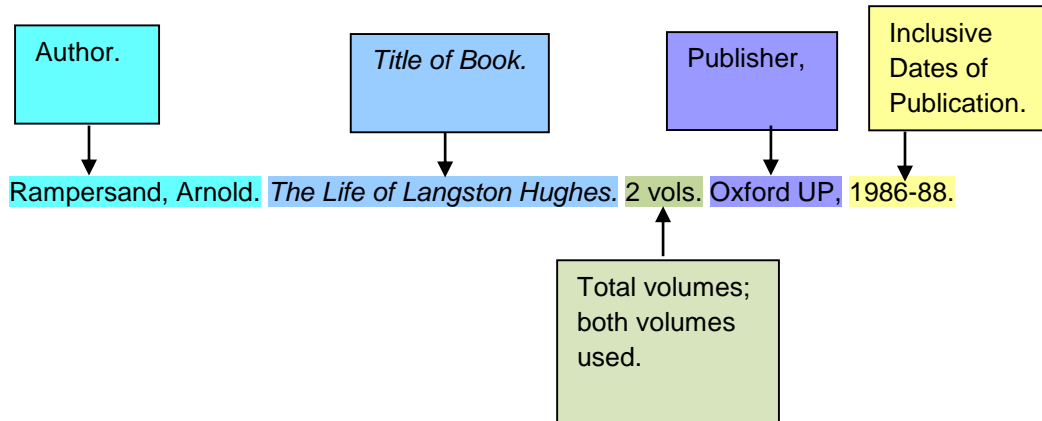 Author.
Title of Book.
Publisher,
Inclusive
Dates of
Publication.
Rampersand, Arnold. The Life of Langston Hughes. 2 vols. Oxford UP, 1986-88.
Total volumes;
both volumes
used.